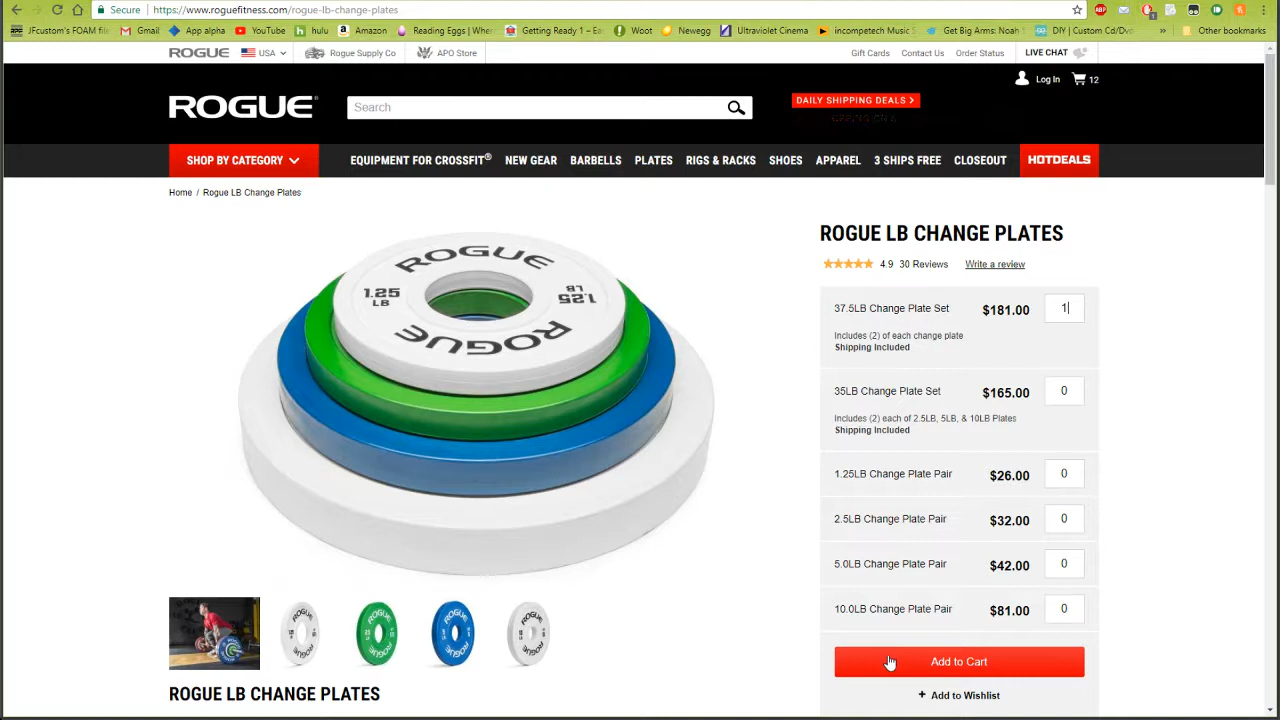 Secure https://www.roguefitness.com/rogue-lb-change-plates
JFcustom's FOAM file Gmail App alpha YouTube hulu Amazon Reading Eggs | Wher Getting Ready 1 – Ea Woot Newegg Ultraviolet Cinema incompetech Music S Get Big Arms: Noah S DIY | Custom Cd/Dvd » Other bookmarks
ROGUE USA Rogue Supply Co APO Store Gift Cards Contact Us Order Status LIVE CHAT
Log In 12
ROGUE Search DAILY SHIPPING DEALS >
SHOP BY CATEGORY EQUIPMENT FOR CROSSFIT® NEW GEAR BARBELLS PLATES RIGS & RACKS SHOES APPAREL 3 SHIPS FREE CLOSEOUT HOTDEALS
Home / Rogue LB Change Plates
ROGUE
1.25 LB
1.25 LB
ROGUE
ROGUE LB CHANGE PLATES
4.9 30 Reviews Write a review
37.5LB Change Plate Set $181.00 1
Includes (2) of each change plate
Shipping Included
35LB Change Plate Set $165.00 0
Includes (2) each of 2.5LB, 5LB, & 10LB Plates
Shipping Included
1.25LB Change Plate Pair $26.00 0
2.5LB Change Plate Pair $32.00 0
5.0LB Change Plate Pair $42.00 0
10.0LB Change Plate Pair $81.00 0
Add to Cart
+ Add to Wishlist
ROGUE LB CHANGE PLATES